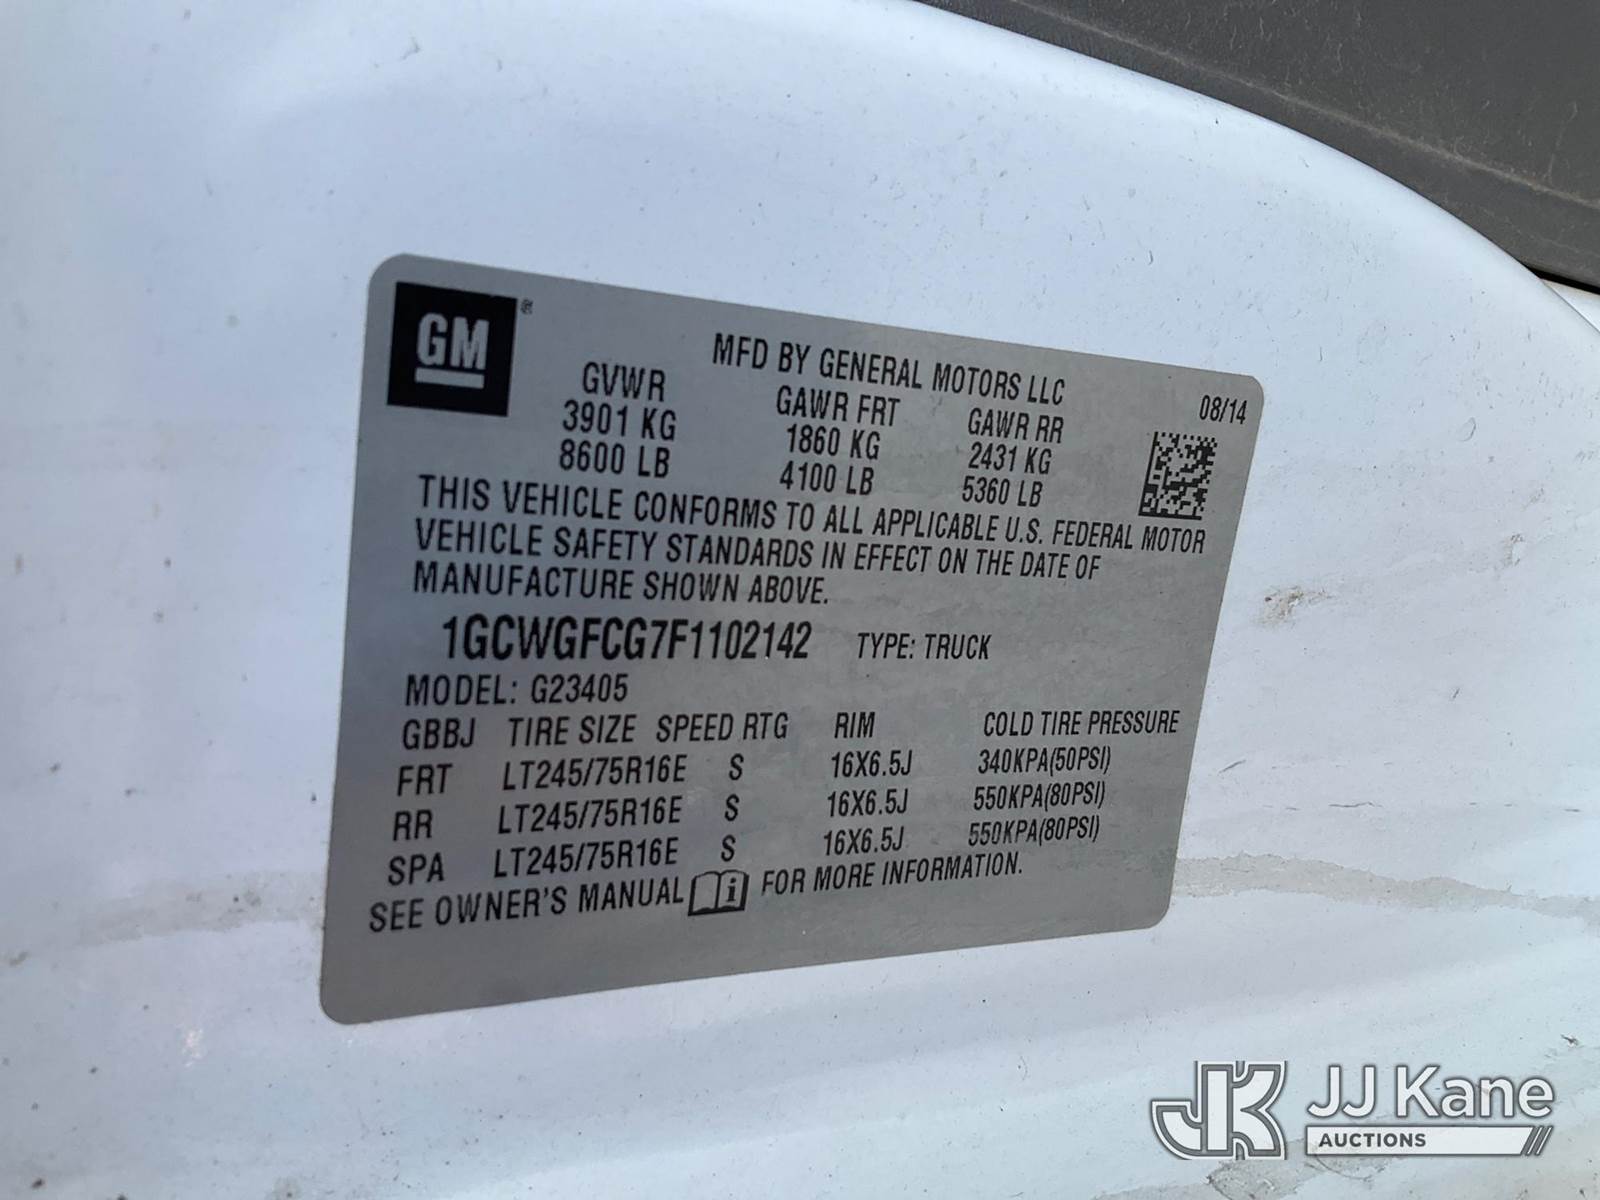 GM ®
MFD BY GENERAL MOTORS LLC
08/14
GVWR GAWR FRT GAWR RR
3901 KG 1860 KG 2431 KG
8600 LB 4100 LB 5360 LB
THIS VEHICLE CONFORMS TO ALL APPLICABLE U.S. FEDERAL MOTOR
VEHICLE SAFETY STANDARDS IN EFFECT ON THE DATE OF
MANUFACTURE SHOWN ABOVE.
1GCWGFCG7F1102142 TYPE: TRUCK
MODEL: G23405
GBBJ TIRE SIZE SPEED RTG RIM COLD TIRE PRESSURE
FRT LT245/75R16E S 16X6.5J 340KPA(50PSI)
RR LT245/75R16E S 16X6.5J 550KPA(80PSI)
SPA LT245/75R16E S 16X6.5J 550KPA(80PSI)
SEE OWNER'S MANUAL i FOR MORE INFORMATION.
JK JJ Kane
AUCTIONS